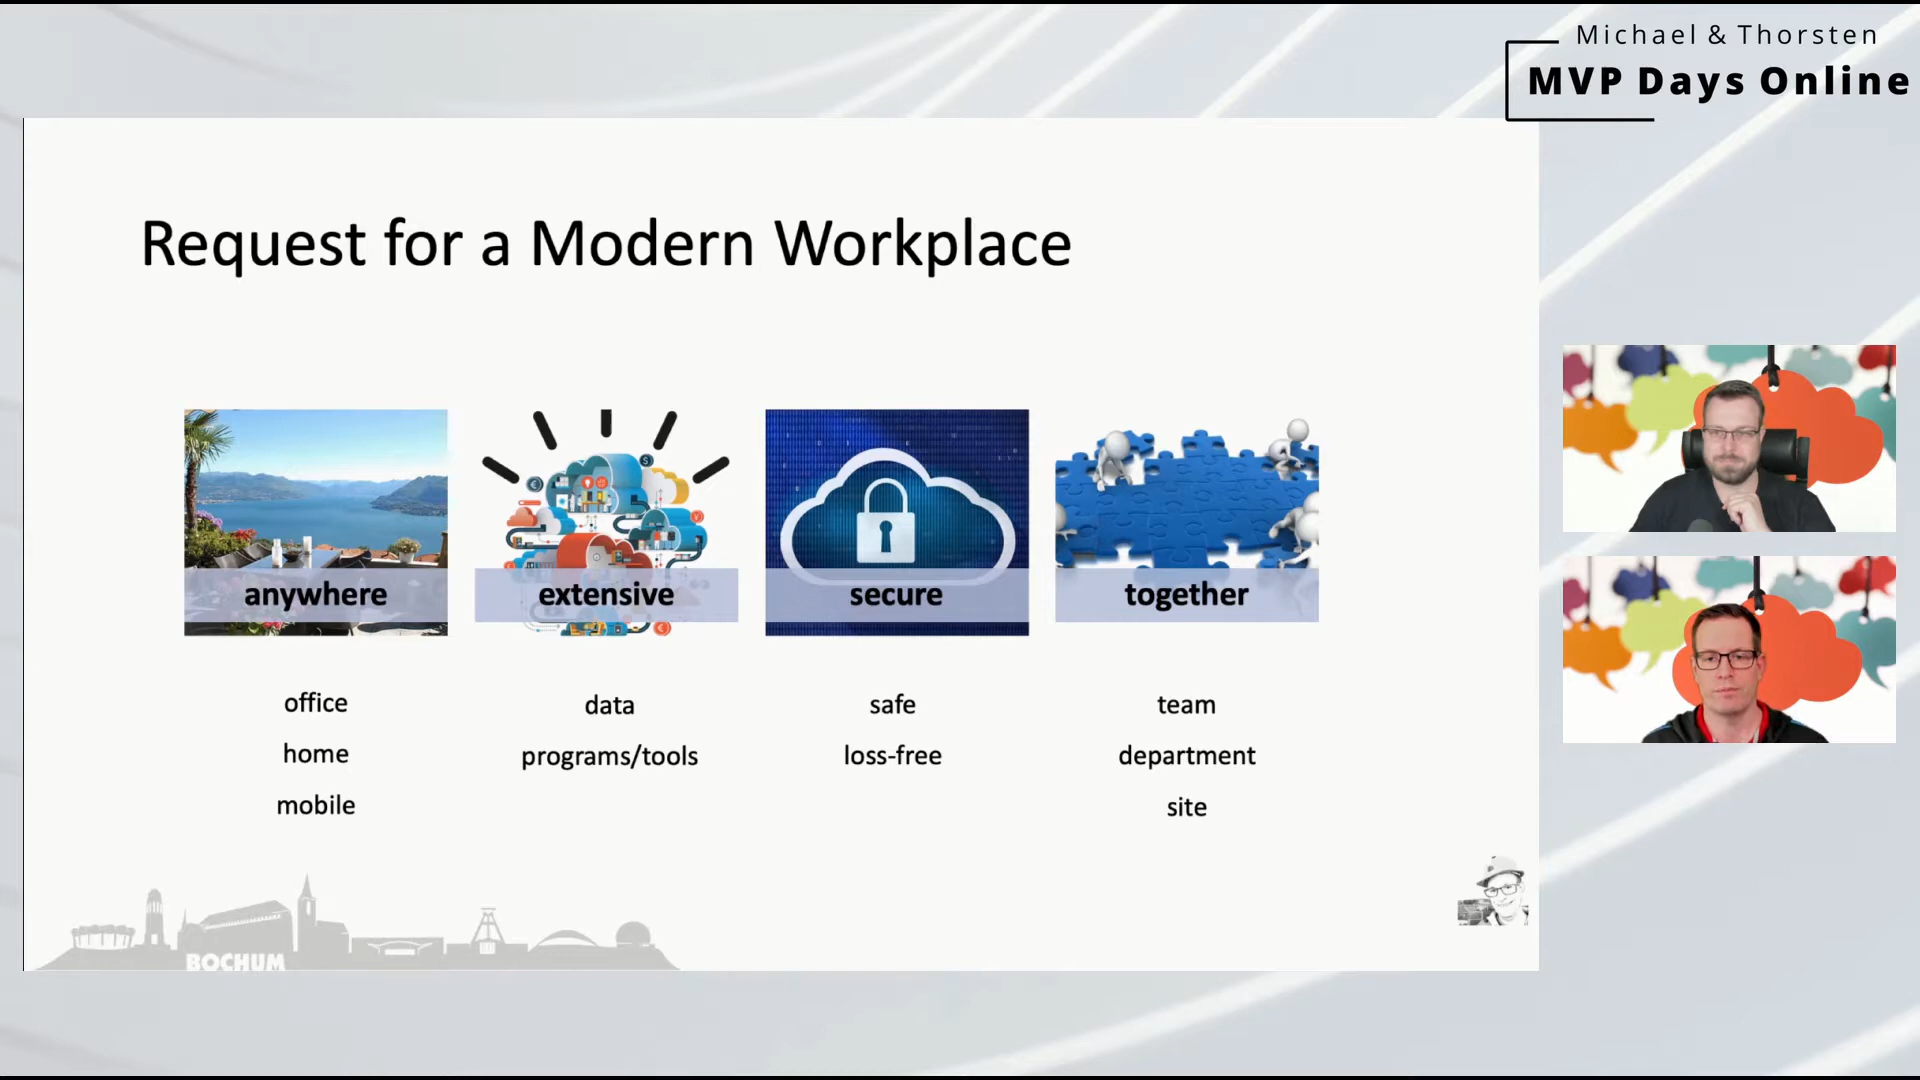 Michael & Thorsten
MVP Days Online
Request for a Modern Workplace
anywhere
extensive
secure
together
office
data
safe
team
home
programs/tools
loss-free
department
mobile
site
BOCHUM